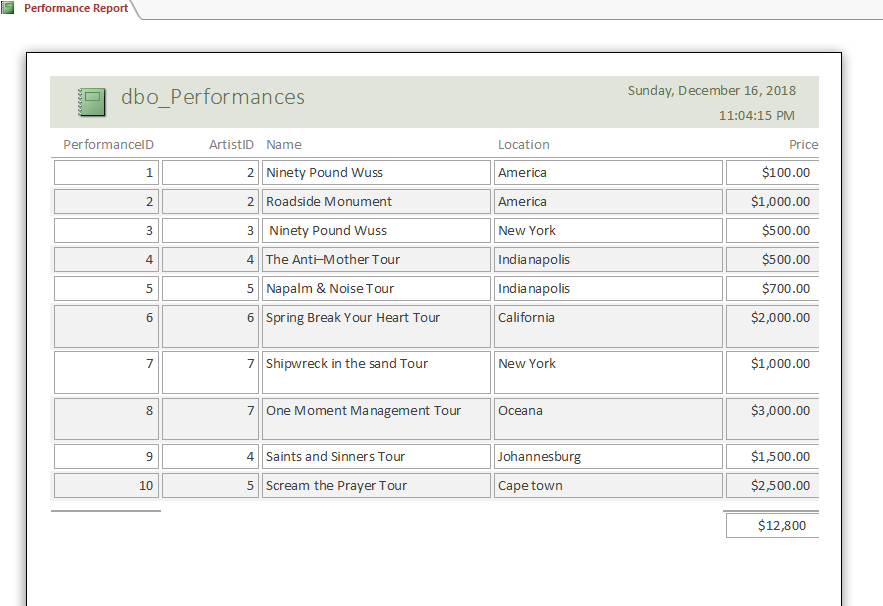 Performance Report
dbo_Performances
Sunday, December 16, 2018
11:04:15 PM
PerformanceID ArtistID Name Location Price
1 2 Ninety Pound Wuss America $100.00
2 2 Roadside Monument America $1,000.00
3 3 Ninety Pound Wuss New York $500.00
4 4 The Anti–Mother Tour Indianapolis $500.00
5 5 Napalm & Noise Tour Indianapolis $700.00
6 6 Spring Break Your Heart Tour California $2,000.00
7 7 Shipwreck in the sand Tour New York $1,000.00
8 7 One Moment Management Tour Oceana $3,000.00
9 4 Saints and Sinners Tour Johannesburg $1,500.00
10 5 Scream the Prayer Tour Cape town $2,500.00
$12,800